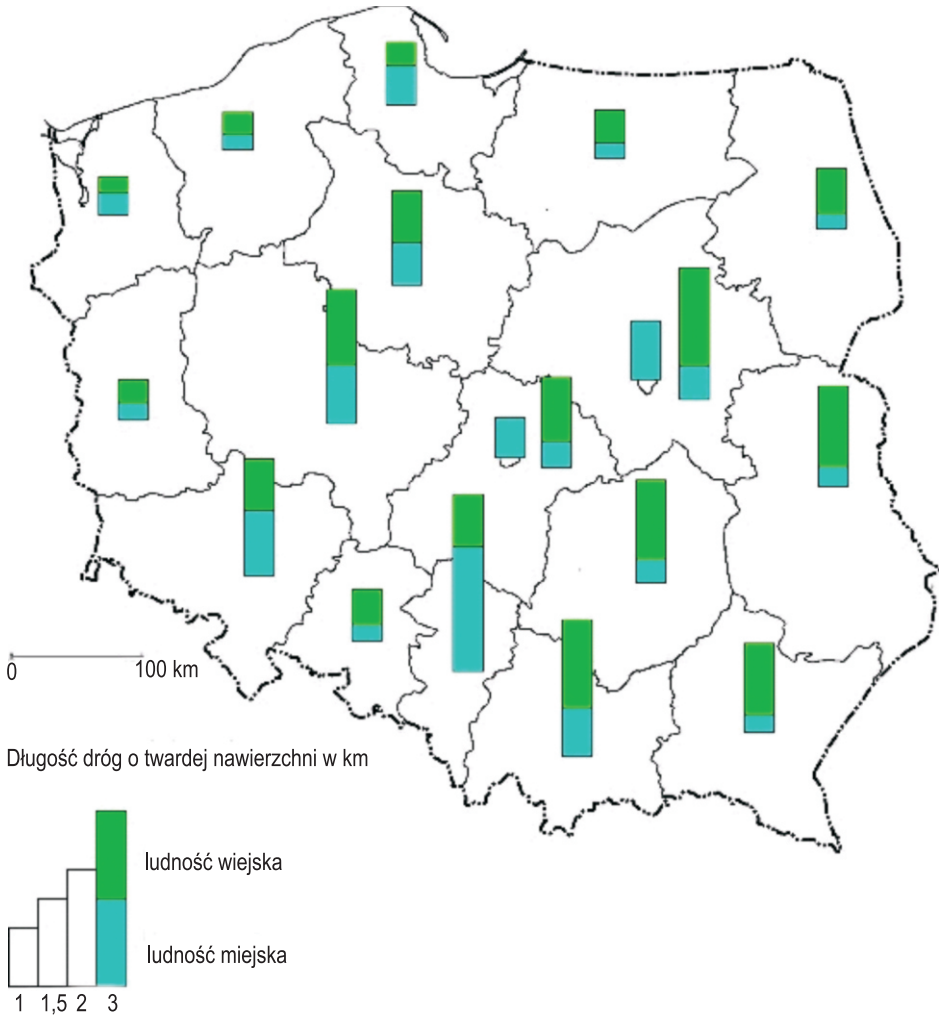 0 100 km
Długość dróg o twardej nawierzchni w km
ludność wiejska
ludność miejska
1 1,5 2 3